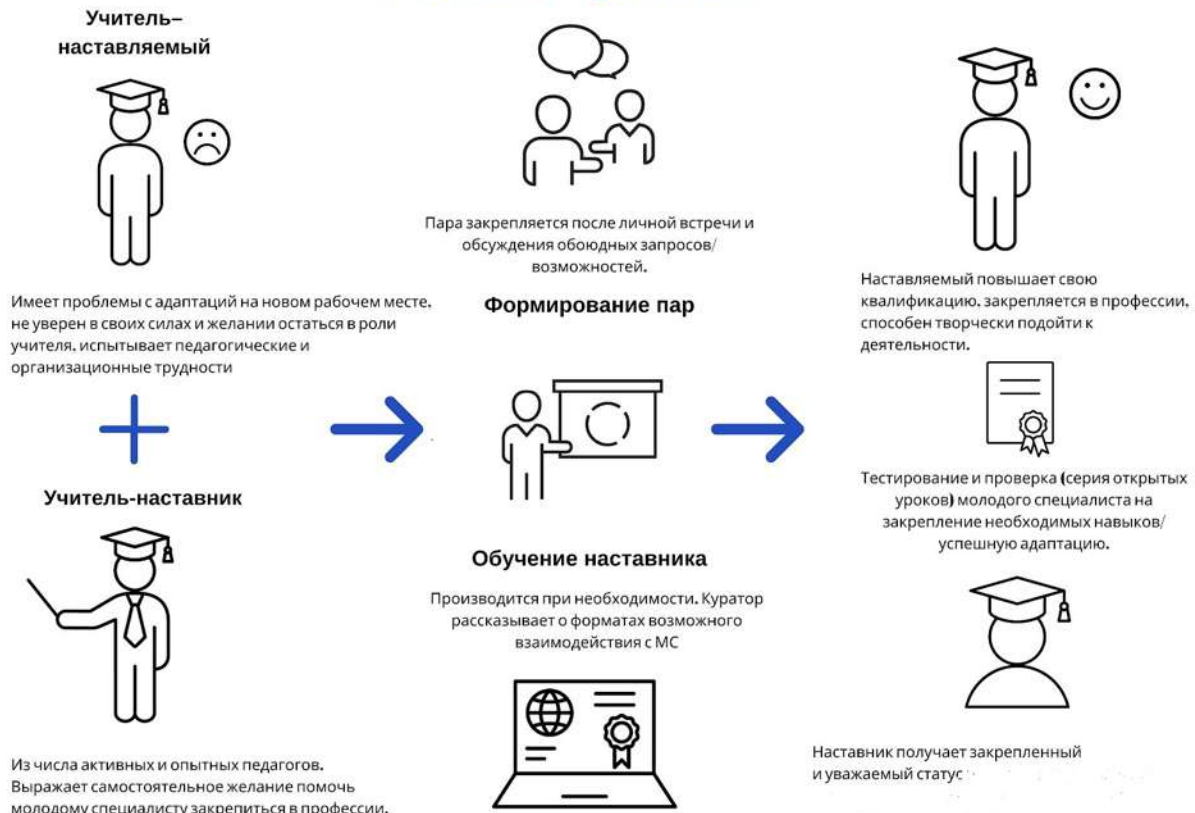 Учитель–
наставляемый
Имеет проблемы с адаптаций на новом рабочем месте.
не уверен в своих силах и желании остаться в роли
учителя. испытывает педагогические и
организационные трудности
Учитель-наставник
Из числа активных и опытных педагогов.
Выражает самостоятельное желание помочь
молодому специалисту закрепиться в профессии.
Пара закрепляется после личной встречи и
обсуждения обоюдных запросов/
возможностей.
Формирование пар
Обучение наставника
Производится при необходимости. Куратор
рассказывает о форматах возможного
взаимодействия с МС
Наставляемый повышает свою
квалификацию. закрепляется в профессии.
способен творчески подойти к
деятельности.
Тестирование и проверка (серия открытых
уроков) молодого специалиста на
закрепление необходимых навыков/
успешную адаптацию.
Наставник получает закрепленный
и уважаемый статус